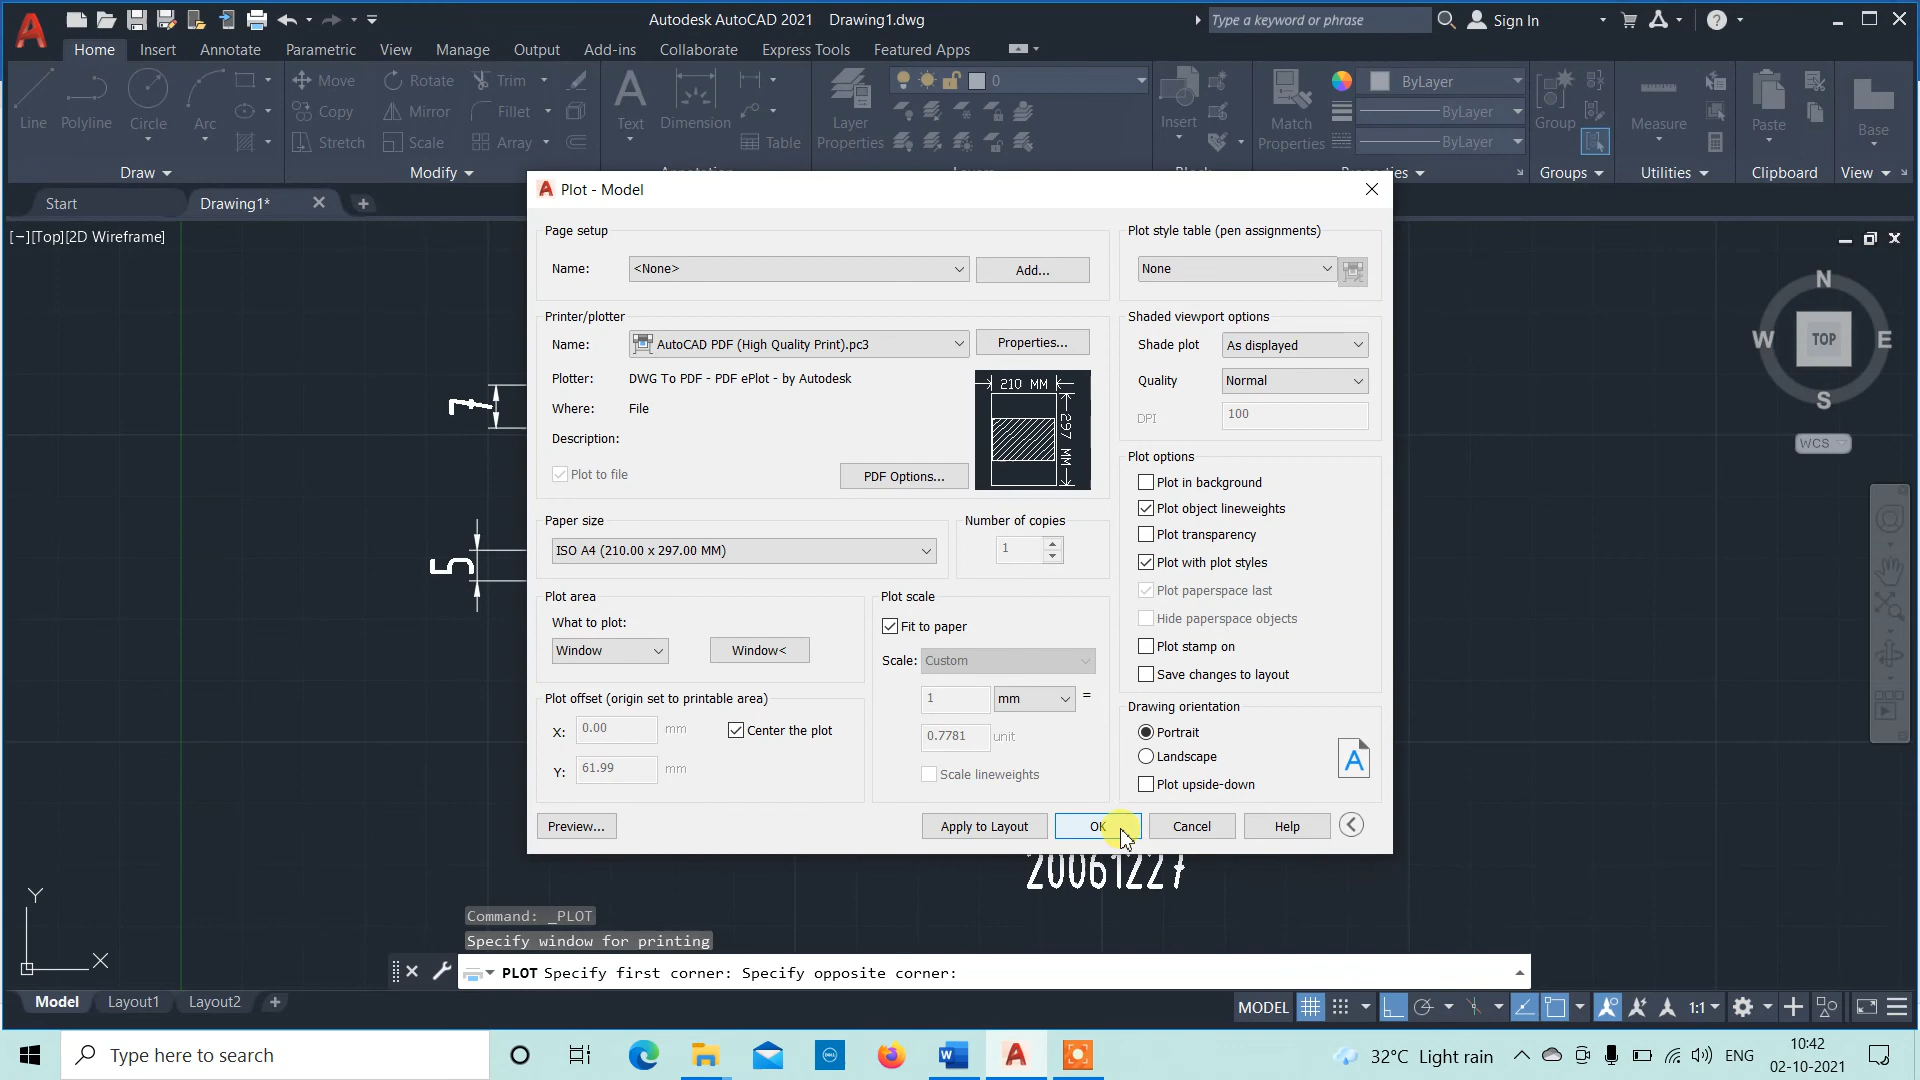 Autodesk AutoCAD 2021 Drawing1.dwg
Type a keyword or phrase
Sign In
Home Insert Annotate Parametric View Manage Output Add-ins Collaborate Express Tools Featured Apps
Line Polyline Circle Arc
Move Rotate Trim
Copy Mirror Fillet
Stretch Scale Array
Text Dimension
Table
Layer Properties
0
Insert
Match Properties
ByLayer
ByLayer
ByLayer
Group
Measure
Paste
Base
Draw Modify Groups Utilities Clipboard View
Start Drawing1*
[−][Top][2D Wireframe]
N
W TOP E
S
WCS
7
5
Plot - Model
Page setup
Name: <None> Add...
Printer/plotter
Name: AutoCAD PDF (High Quality Print).pc3 Properties...
Plotter: DWG To PDF - PDF ePlot - by Autodesk
Where: File
Description:
Plot to file PDF Options...
210 MM
297 MM
Paper size
ISO A4 (210.00 x 297.00 MM)
Number of copies
1
Plot area
What to plot:
Window Window<
Plot offset (origin set to printable area)
X: 0.00 mm Center the plot
Y: 61.99 mm
Plot scale
Fit to paper
Scale: Custom
1 mm =
0.7781 unit
Scale lineweights
Plot style table (pen assignments)
None
Shaded viewport options
Shade plot As displayed
Quality Normal
DPI 100
Plot options
Plot in background
Plot object lineweights
Plot transparency
Plot with plot styles
Plot paperspace last
Hide paperspace objects
Plot stamp on
Save changes to layout
Drawing orientation
Portrait
Landscape
Plot upside-down
A
Preview... Apply to Layout OK Cancel Help
20061227
Y
X
Command: _PLOT
Specify window for printing
PLOT Specify first corner: Specify opposite corner:
Model Layout1 Layout2
MODEL 1:1
Type here to search
32°C Light rain
ENG
10:42
02-10-2021